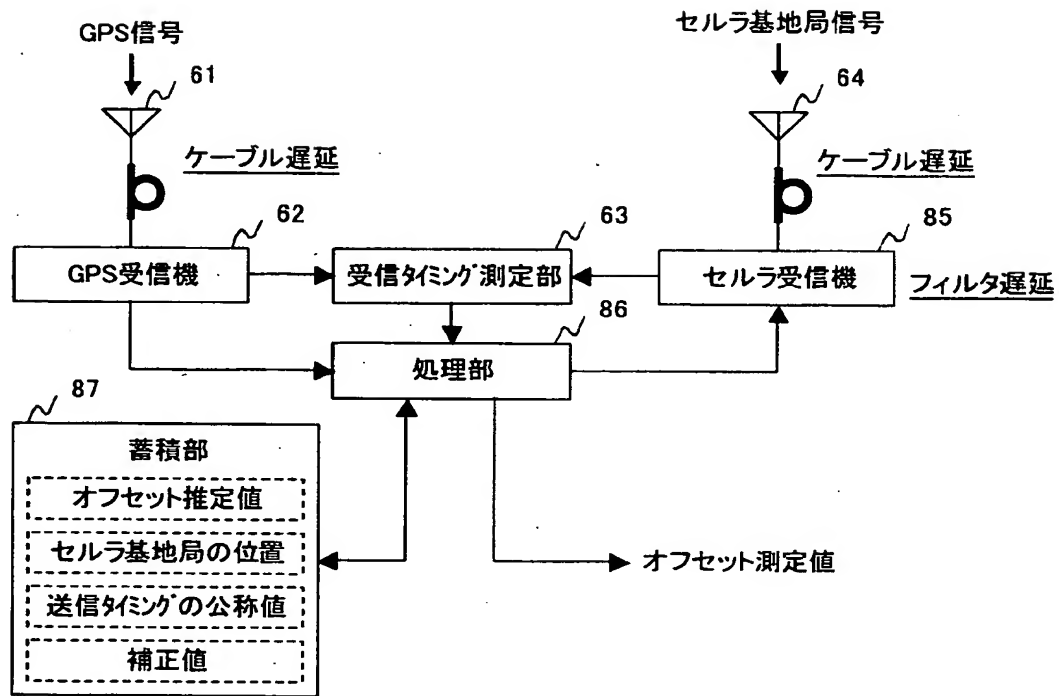 GPS信号
セルラ基地局信号
61
64
ケーブル遅延
ケーブル遅延
62
63
85
GPS受信機
受信タイミング測定部
セルラ受信機
フィルタ遅延
86
処理部
87
蓄積部
オフセット推定値
セルラ基地局の位置
送信タイミングの公称値
補正値
オフセット測定値